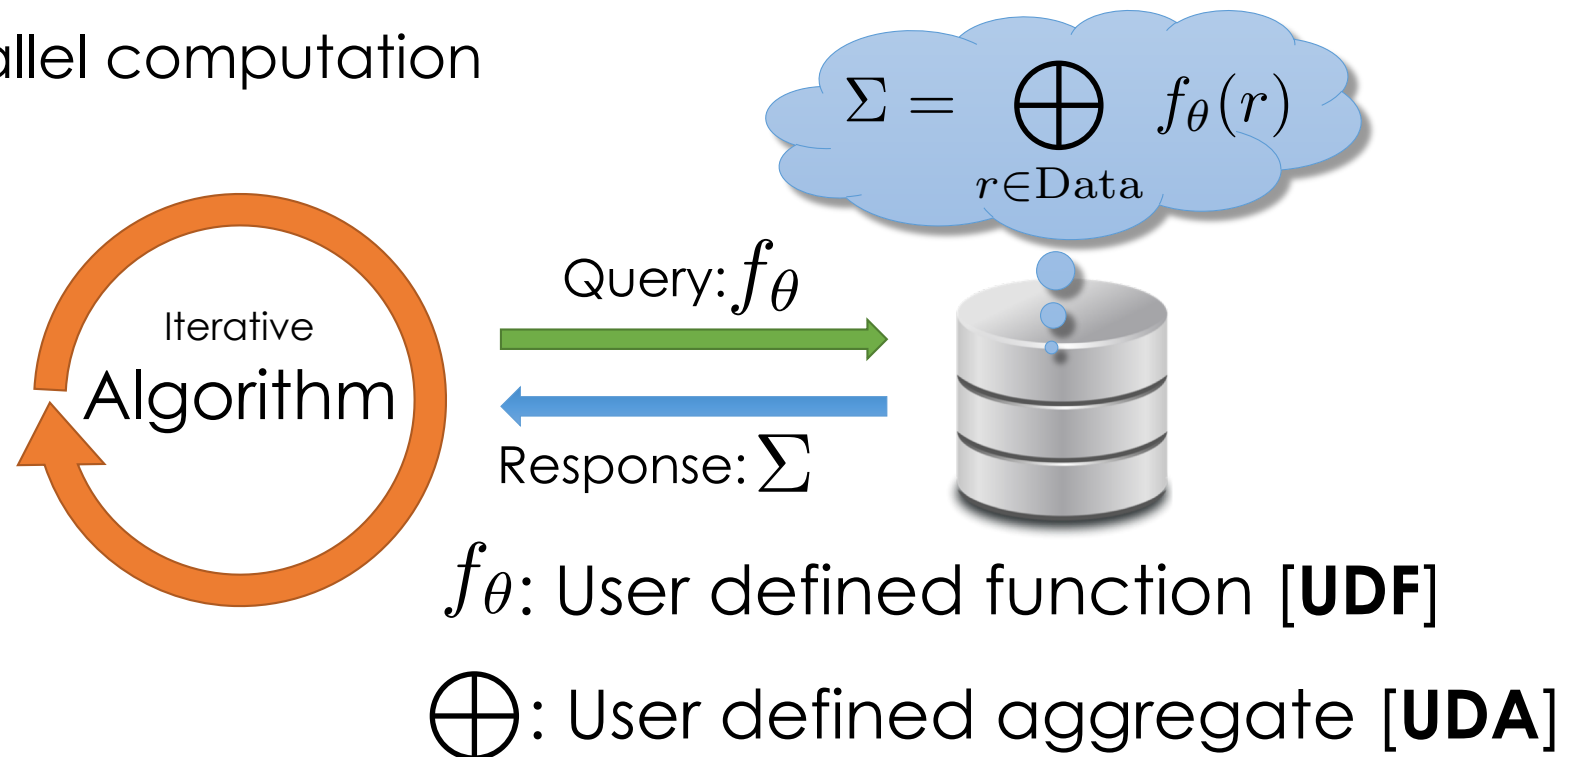 allel computation
Σ = ⨁ f_θ(r)
r∈Data
Query: f_θ
Iterative
Algorithm
Response: Σ
f_θ: User defined function [UDF]
⨁: User defined aggregate [UDA]